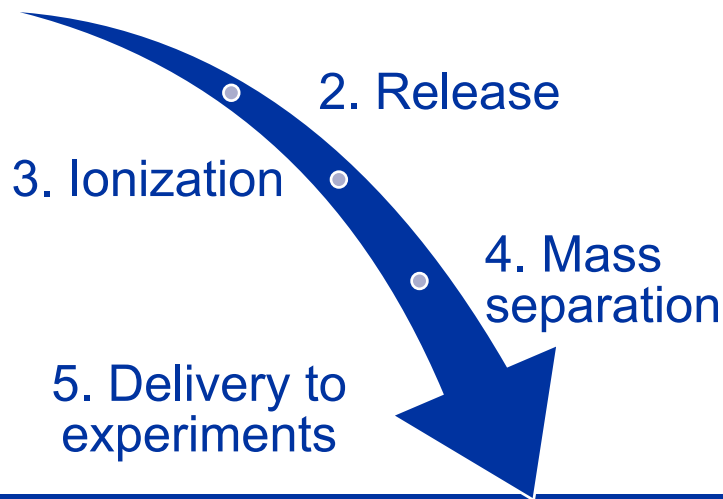 2. Release
3. Ionization
4. Mass
separation
5. Delivery to
experiments